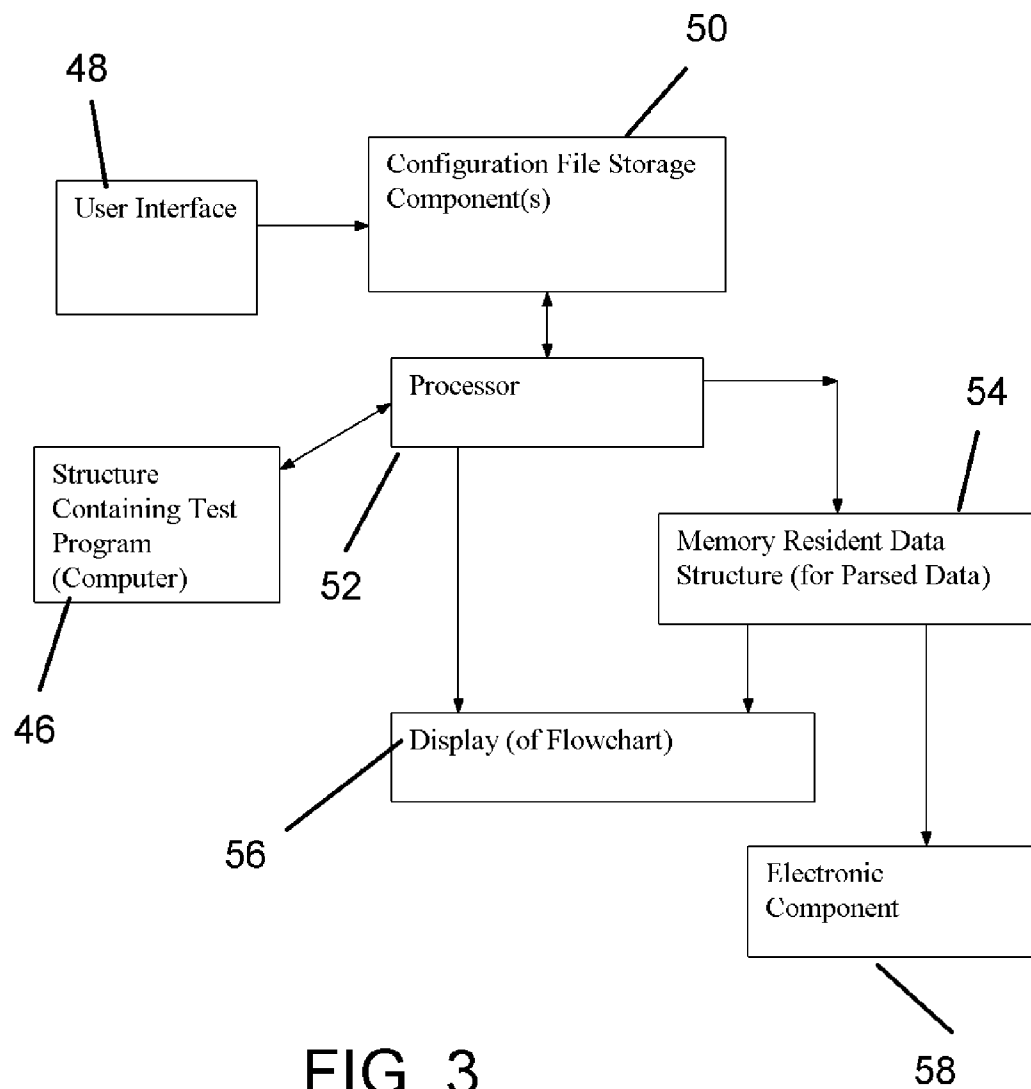 50
48
Configuration File Storage
Component(s)
User Interface
Processor
54
Structure
Containing Test
Program
(Computer)
52
Memory Resident Data
Structure (for Parsed Data)
46
Display (of Flowchart)
56
Electronic
Component
58
FIG. 3